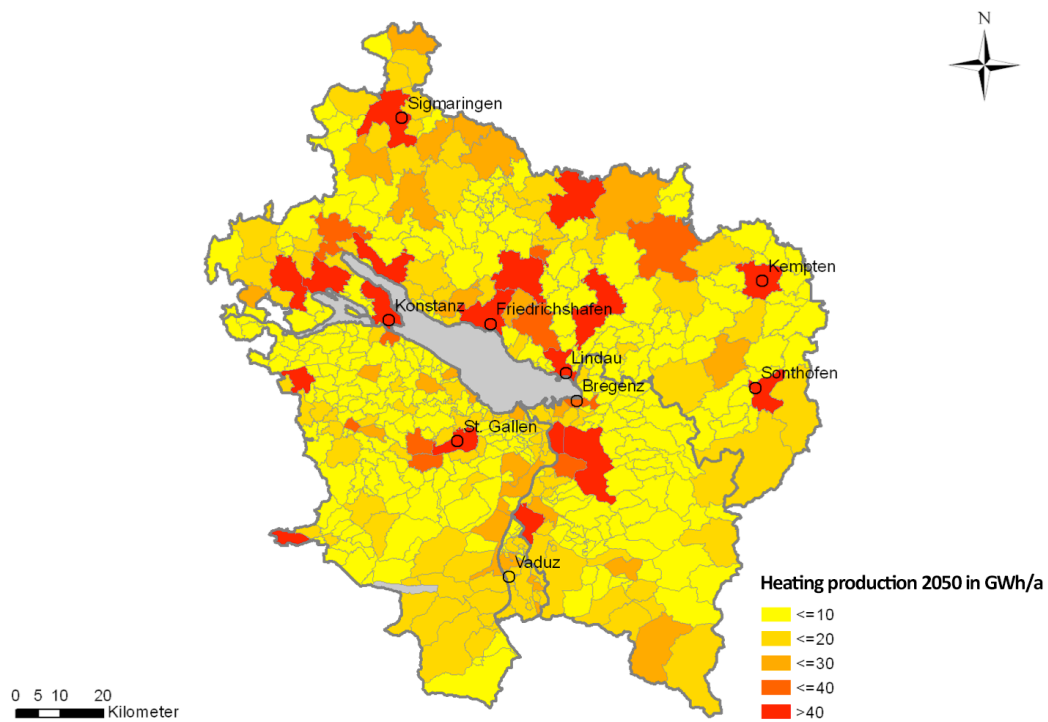 N
Sigmaringen
Kempten
Konstanz
Friedrichshafen
Lindau
Sonthofen
Bregenz
St. Gallen
Vaduz
Heating production 2050 in GWh/a
<=10
<=20
<=30
<=40
>40
0 5 10 20
Kilometer